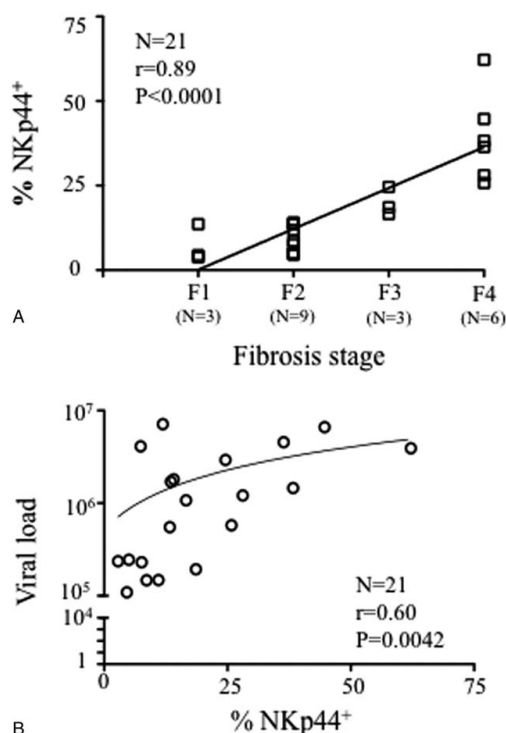 75
50
25
0
% NKp44⁺
N=21
r=0.89
P<0.0001
F1
F2
F3
F4
(N=3)
(N=9)
(N=3)
(N=6)
A
Fibrosis stage
10⁷
10⁶
10⁵
10⁴
1
Viral load
N=21
r=0.60
P=0.0042
0
25
50
75
% NKp44⁺
B